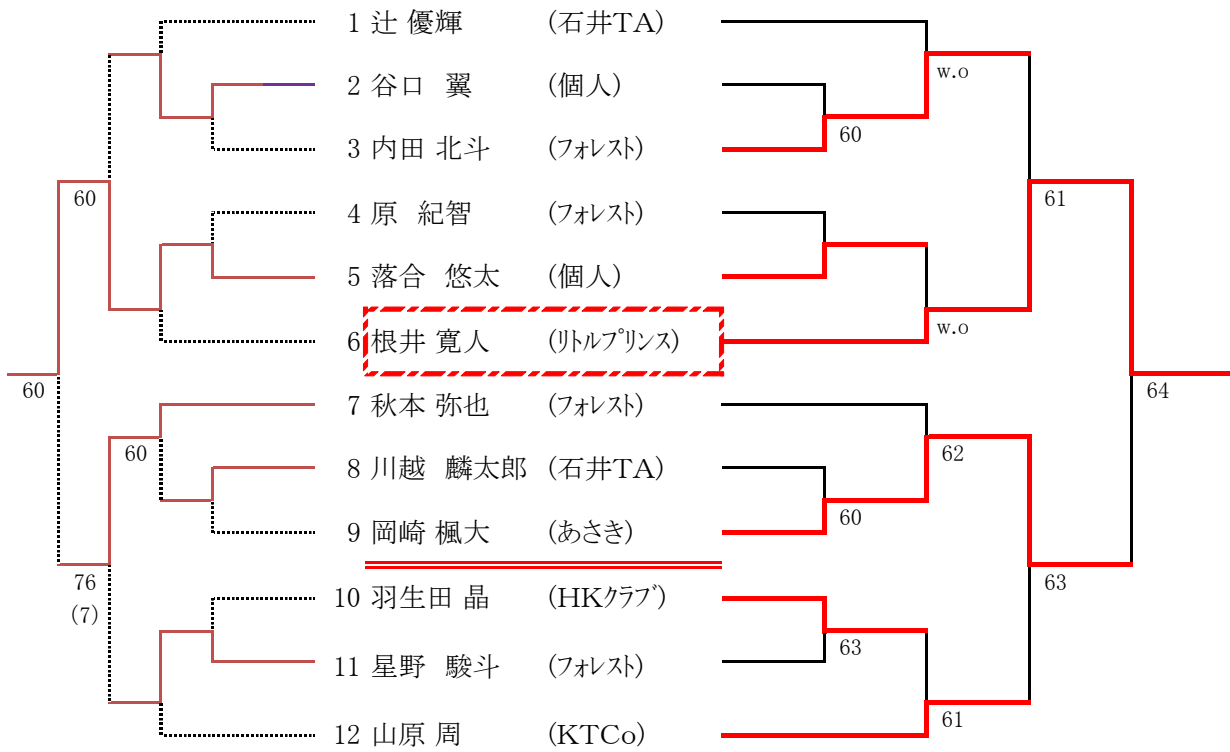 1 辻 優輝 (石井TA)
w.o
2 谷口 翼 (個人)
60
3 内田 北斗 (フォレスト)
60
61
4 原 紀智 (フォレスト)
5 落合 悠太 (個人)
w.o
6 根井 寛人 (リトルプリンス)
60
64
7 秋本 弥也 (フォレスト)
60
62
8 川越 麟太郎 (石井TA)
60
9 岡崎 楓大 (あさき)
76
(7)
63
10 羽生田 晶 (HKクラブ)
63
11 星野 駿斗 (フォレスト)
61
12 山原 周 (KTCo)